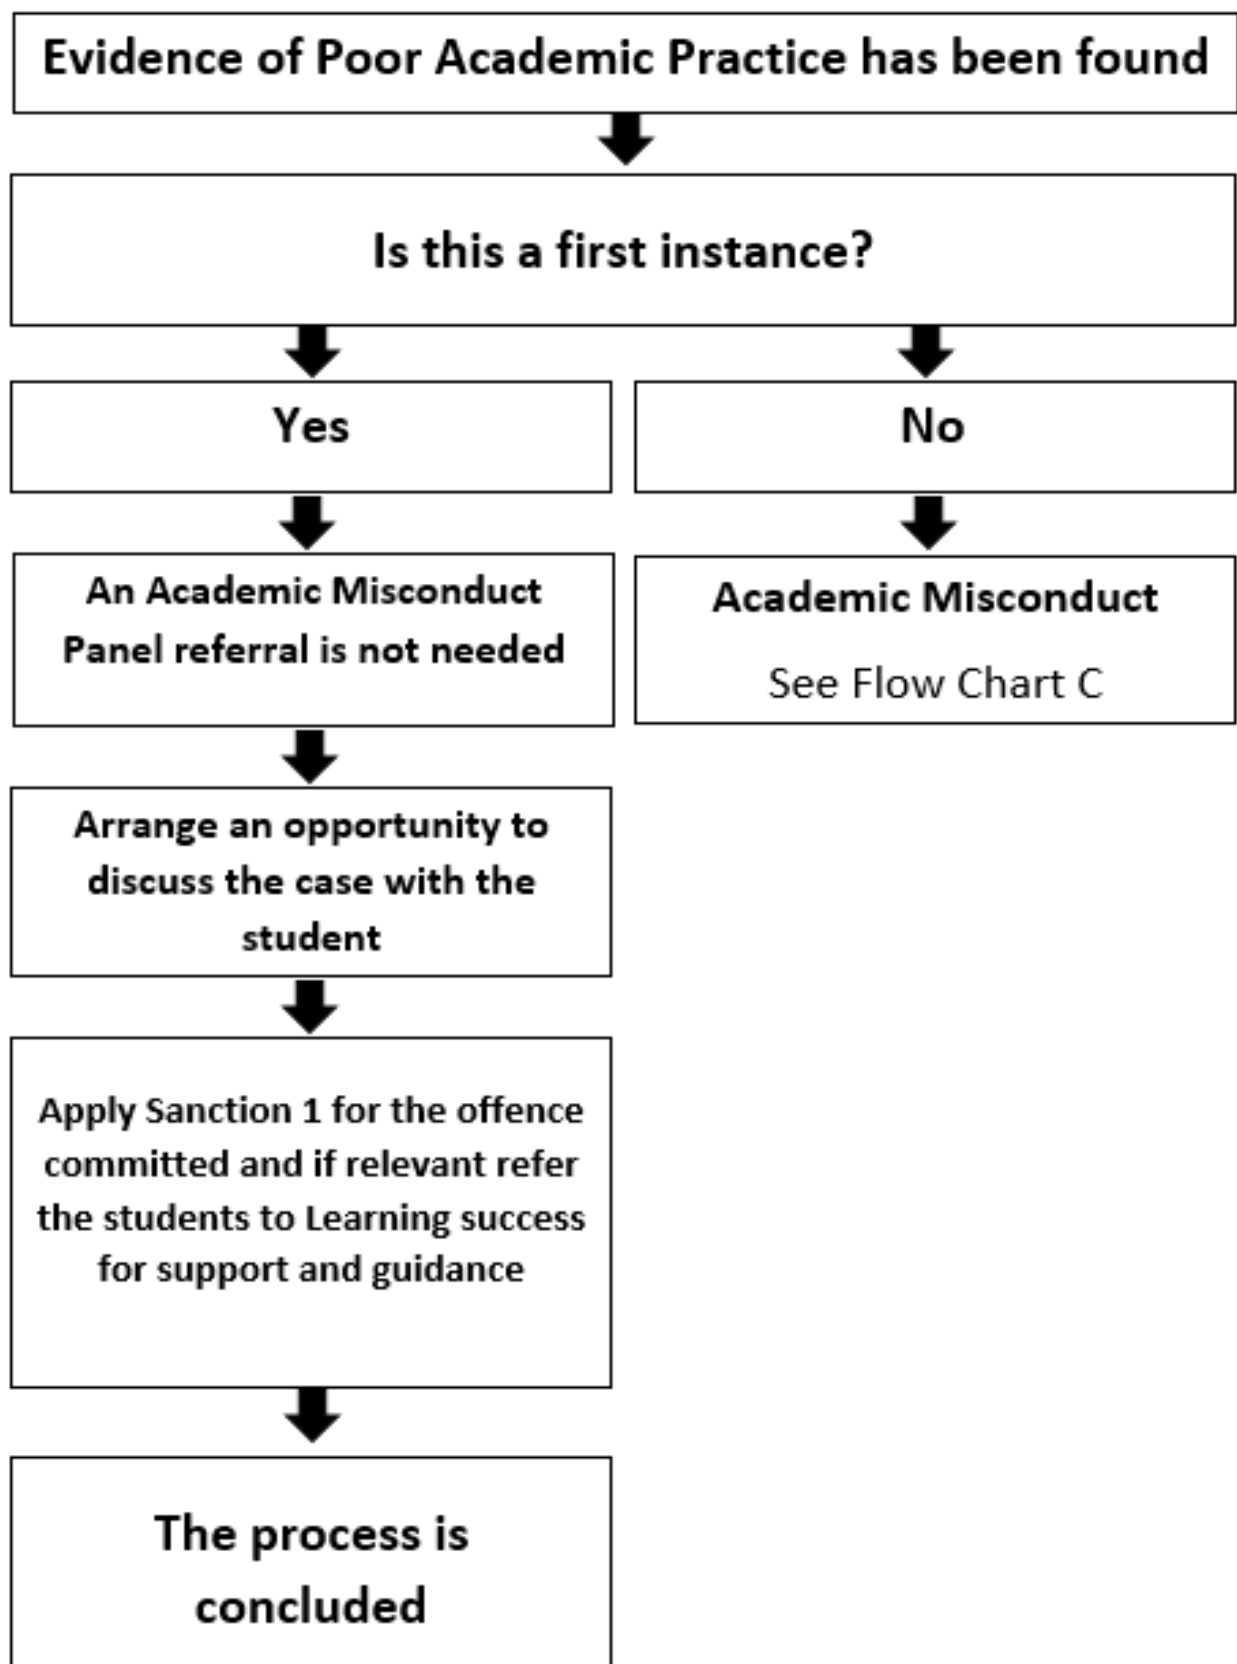 Evidence of Poor Academic Practice has been found
Is this a first instance?
Yes
No
An Academic Misconduct
Panel referral is not needed
Academic Misconduct
See Flow Chart C
Arrange an opportunity to
discuss the case with the
student
Apply Sanction 1 for the offence
committed and if relevant refer
the students to Learning success
for support and guidance
The process is
concluded